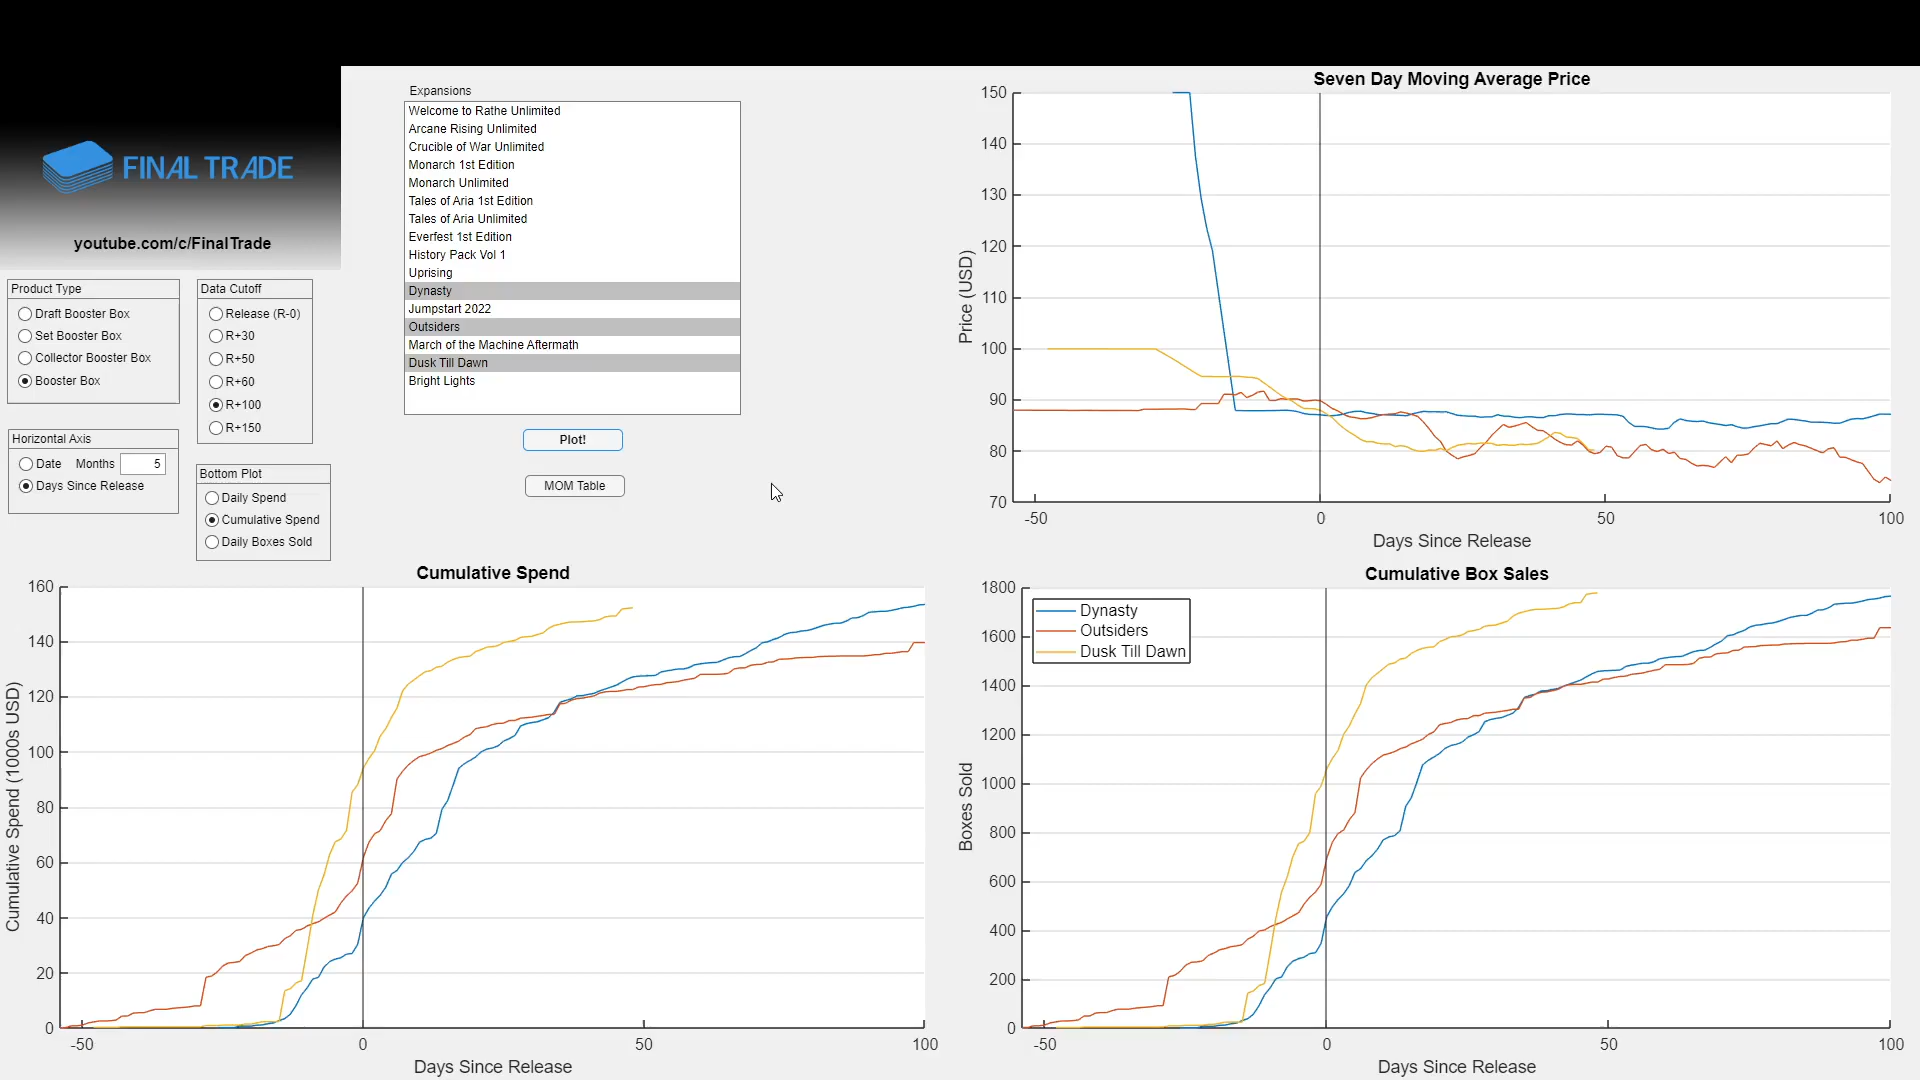 FINAL TRADE
youtube.com/c/FinalTrade
Product Type
Draft Booster Box
Set Booster Box
Collector Booster Box
Booster Box
Data Cutoff
Release (R-0)
R+30
R+50
R+60
R+100
R+150
Horizontal Axis
Date Months 5
Days Since Release
Bottom Plot
Daily Spend
Cumulative Spend
Daily Boxes Sold
Expansions
Welcome to Rathe Unlimited
Arcane Rising Unlimited
Crucible of War Unlimited
Monarch 1st Edition
Monarch Unlimited
Tales of Aria 1st Edition
Tales of Aria Unlimited
Everfest 1st Edition
History Pack Vol 1
Uprising
Dynasty
Jumpstart 2022
Outsiders
March of the Machine Aftermath
Dusk Till Dawn
Bright Lights
Plot!
MOM Table
Seven Day Moving Average Price
150
140
130
120
110
100
90
80
70
Price (USD)
-50 0 50 100
Days Since Release
Cumulative Spend
160
140
120
100
80
60
40
20
0
Cumulative Spend (1000s USD)
-50 0 50 100
Days Since Release
Cumulative Box Sales
1800
1600
1400
1200
1000
800
600
400
200
0
Boxes Sold
Dynasty
Outsiders
Dusk Till Dawn
-50 0 50 100
Days Since Release